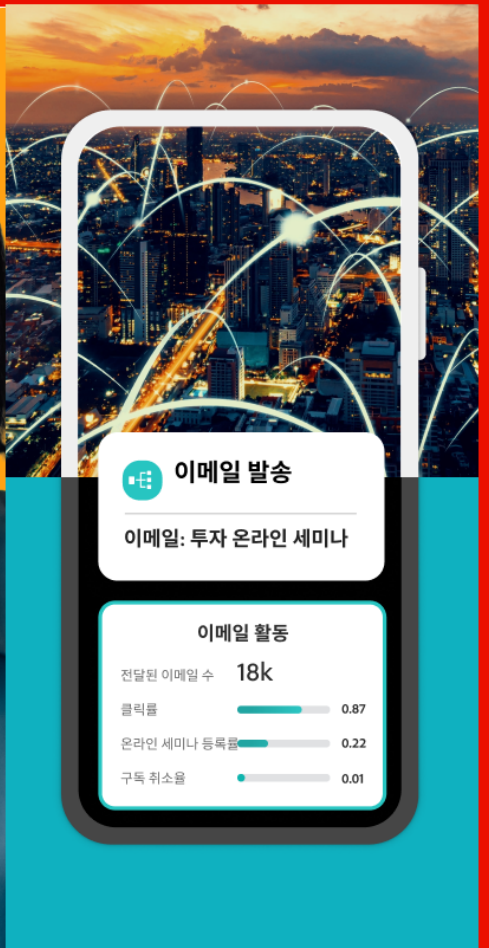 이메일 발송
이메일: 투자 온라인 세미나
이메일 활동
전달된 이메일 수 18k
클릭률 0.87
온라인 세미나 등록률 0.22
구독 취소율 0.01